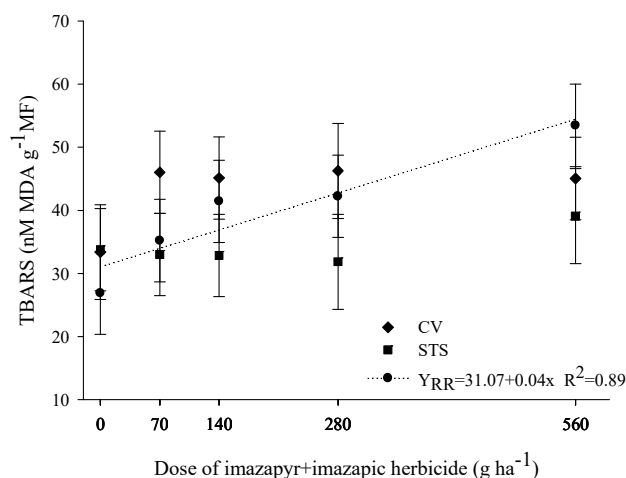 70
60
50
40
30
20
10
TBARS (nM MDA g⁻¹MF)
CV
STS
Y_RR=31.07+0.04x R²=0.89
0 70 140 280 560
Dose of imazapyr+imazapic herbicide (g ha⁻¹)